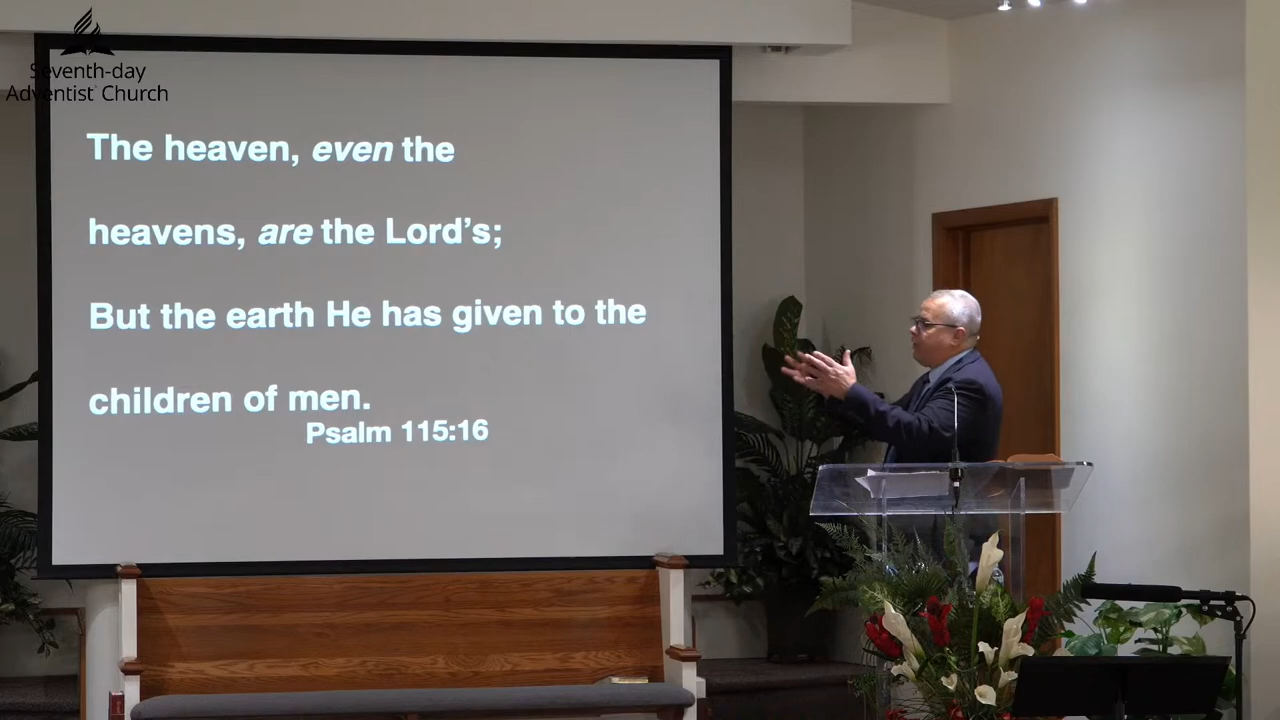 Seventh-day
Adventist Church
The heaven, even the
heavens, are the Lord's;
But the earth He has given to the
children of men.
Psalm 115:16